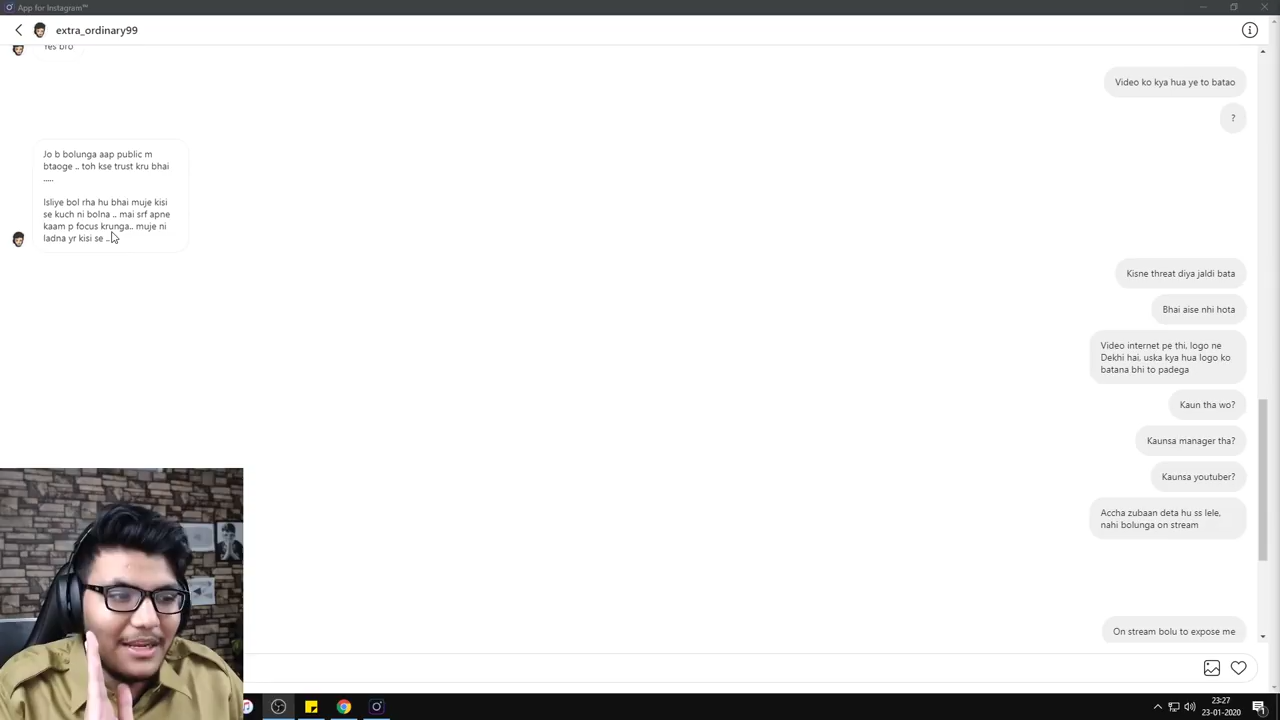 App for Instagram™
extra_ordinary99
Yes bro
Video ko kya hua ye to batao
?
Jo b bolunga aap public m
btaoge .. toh kse trust kru bhai
.....
Isliye bol rha hu bhai muje kisi
se kuch ni bolna .. mai srf apne
kaam p focus krunga.. muje ni
ladna yr kisi se ..
Kisne threat diya jaldi bata
Bhai aise nhi hota
Video internet pe thi, logo ne
Dekhi hai, uska kya hua logo ko
batana bhi to padega
Kaun tha wo?
Kaunsa manager tha?
Kaunsa youtuber?
Accha zubaan deta hu ss lele,
nahi bolunga on stream
On stream bolu to expose me
23:27
23-01-2020